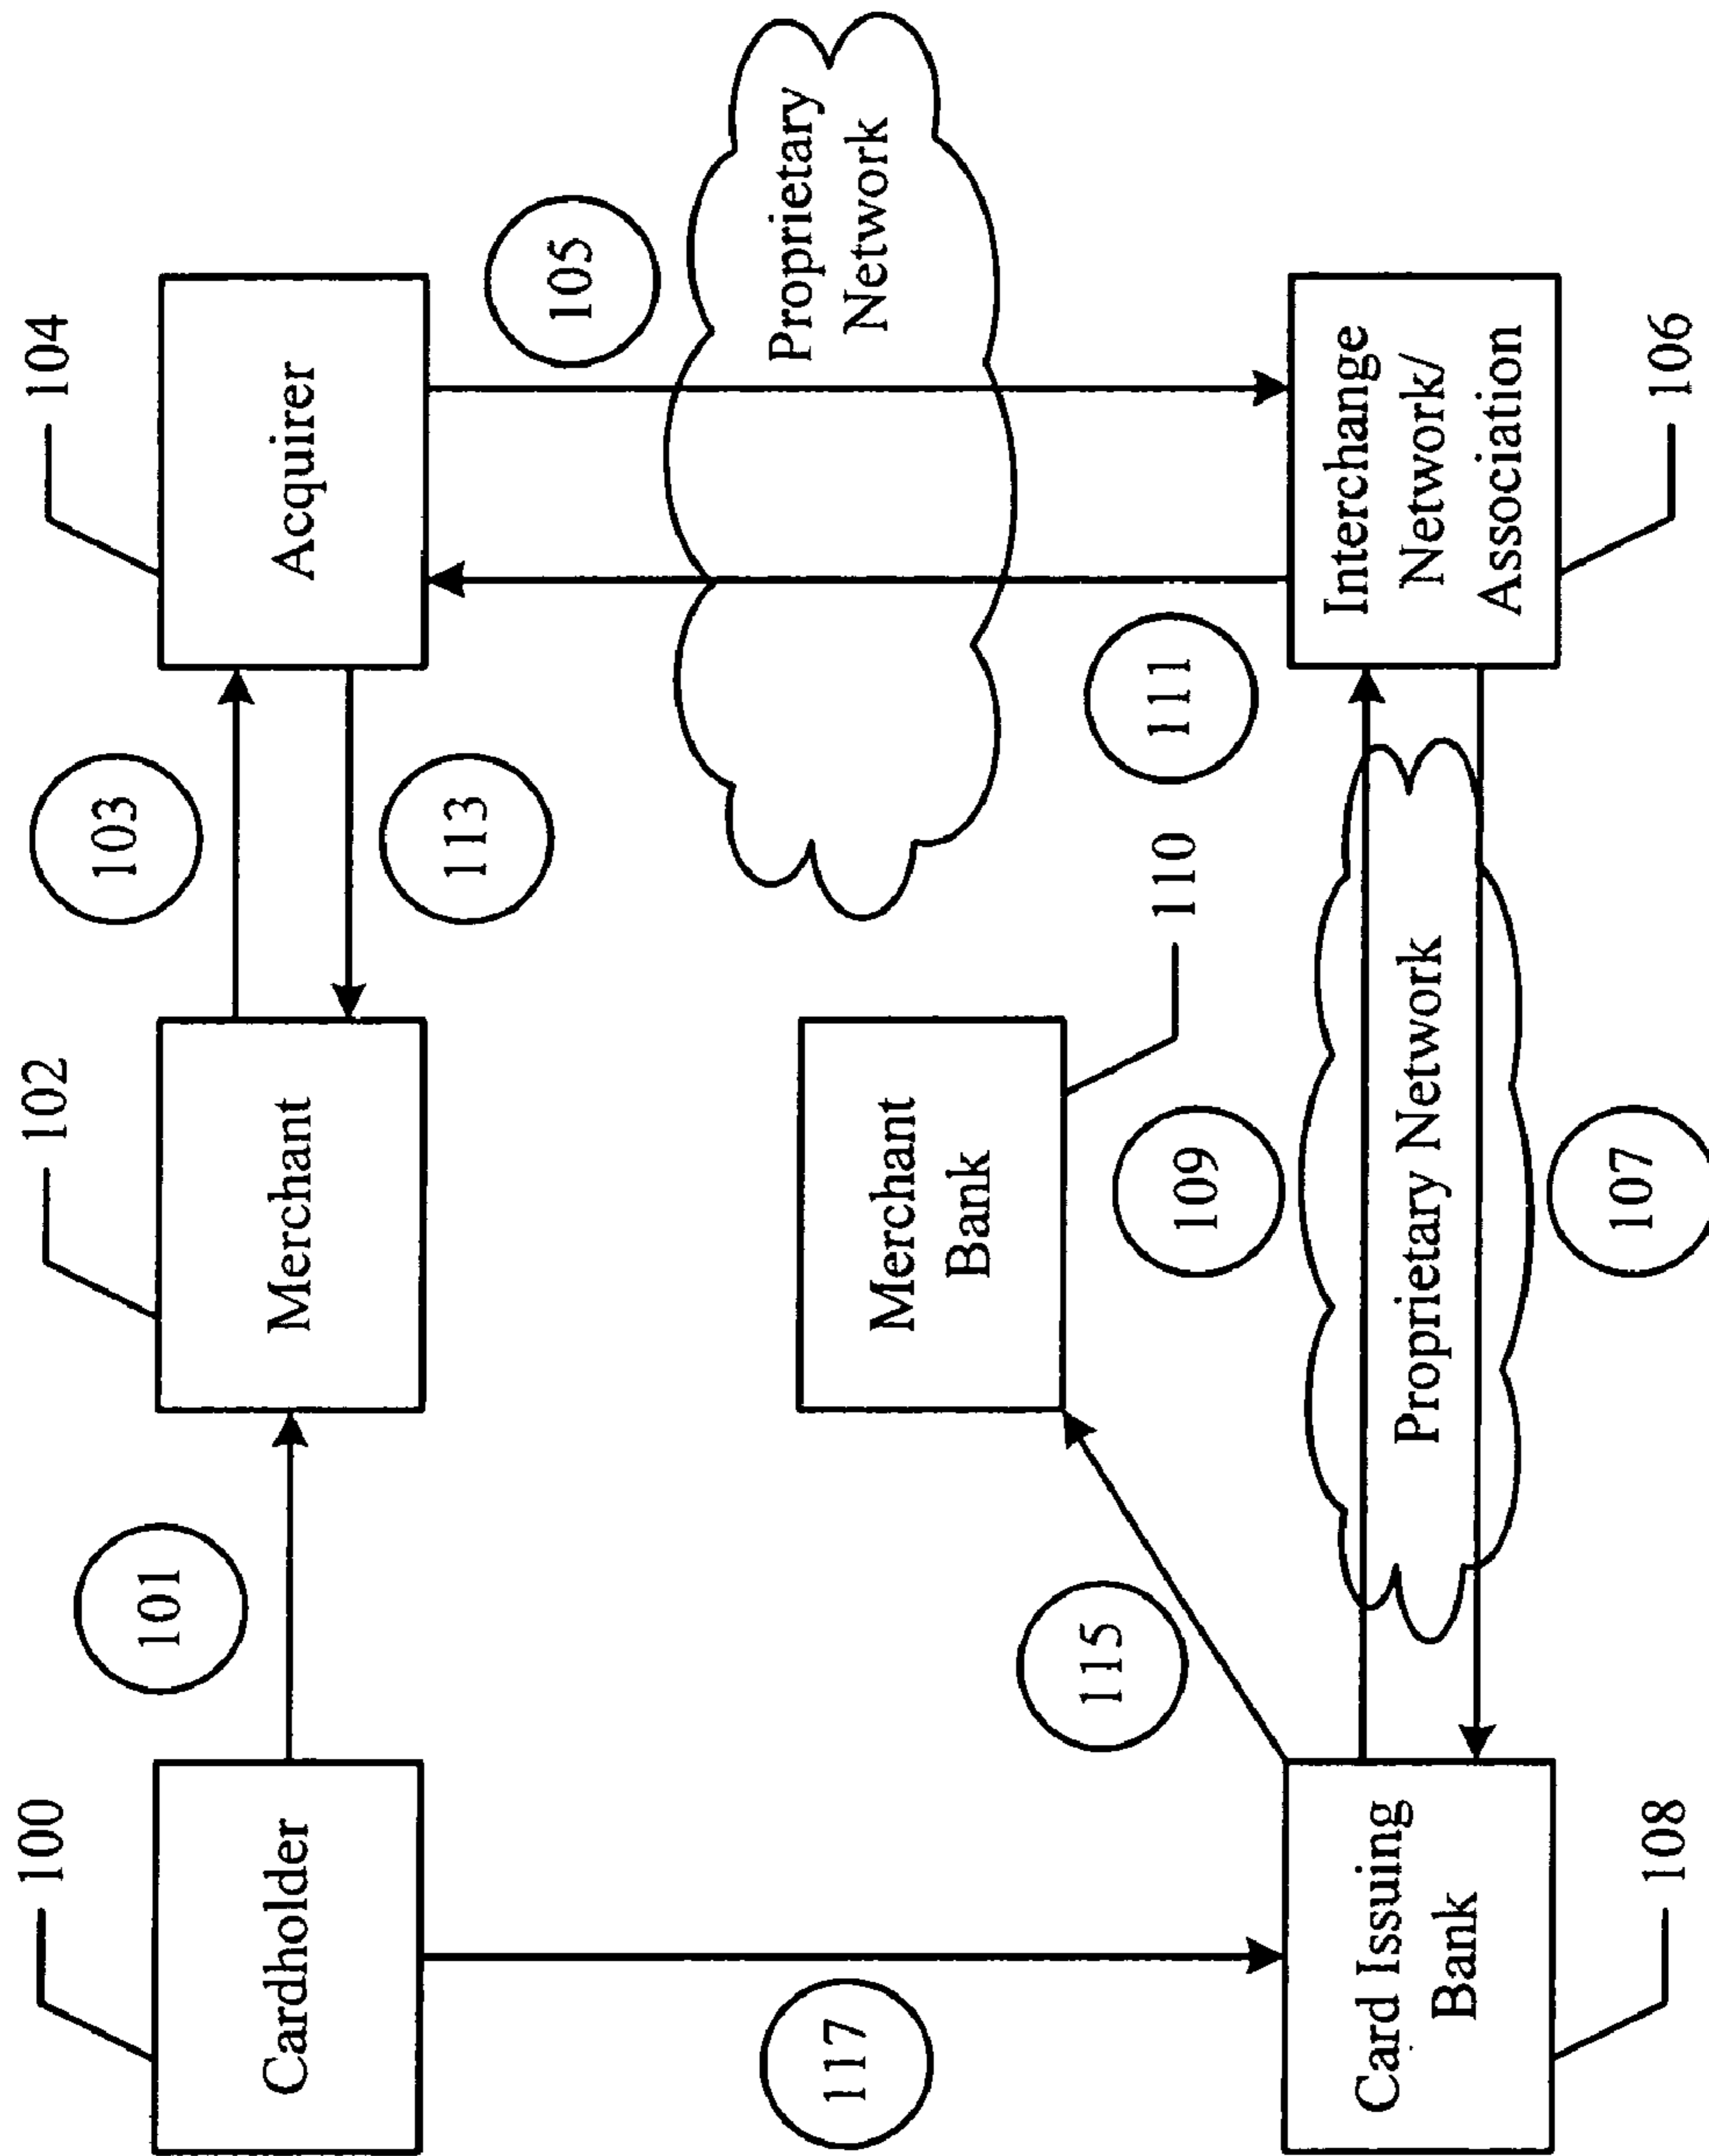 100
Cardholder
101
102
Merchant
103
113
104
Acquirer
105
Proprietary
Network
117
115
Merchant
Bank
110
109
111
108
Card Issuing
Bank
Proprietary Network
107
Interchange
Network/
Association
106